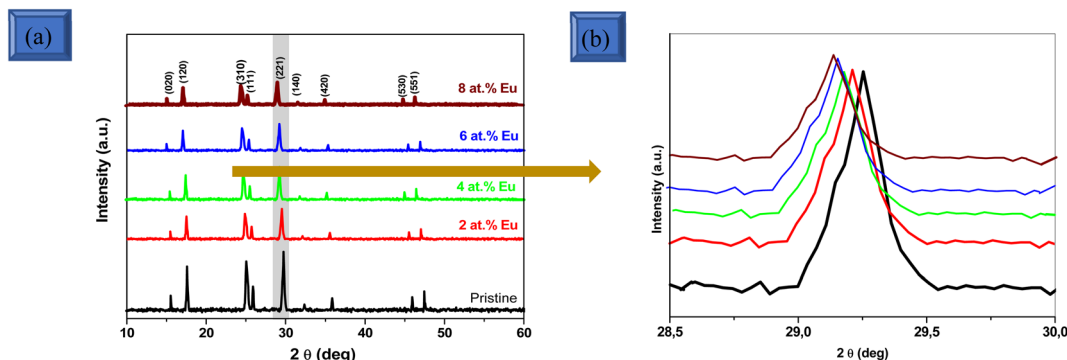 (a)
(020)
(120)
(310)
(111)
(221)
(140)
(420)
(530)
(551)
8 at.% Eu
6 at.% Eu
4 at.% Eu
2 at.% Eu
Pristine
Intensity (a.u.)
10 20 30 40 50 60
2 θ (deg)
(b)
Intensity (a.u.)
28,5 29,0 29,5 30,0
2 θ (deg)